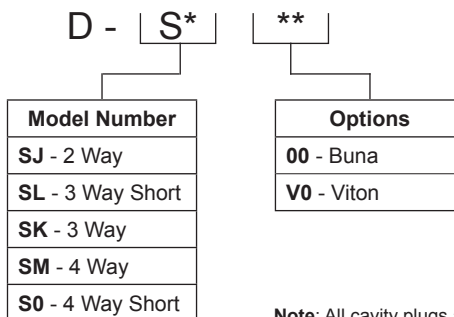 D - S* **
Model Number
SJ - 2 Way
SL - 3 Way Short
SK - 3 Way
SM - 4 Way
S0 - 4 Way Short
Options
00 - Buna
V0 - Viton
Note: All cavity plugs